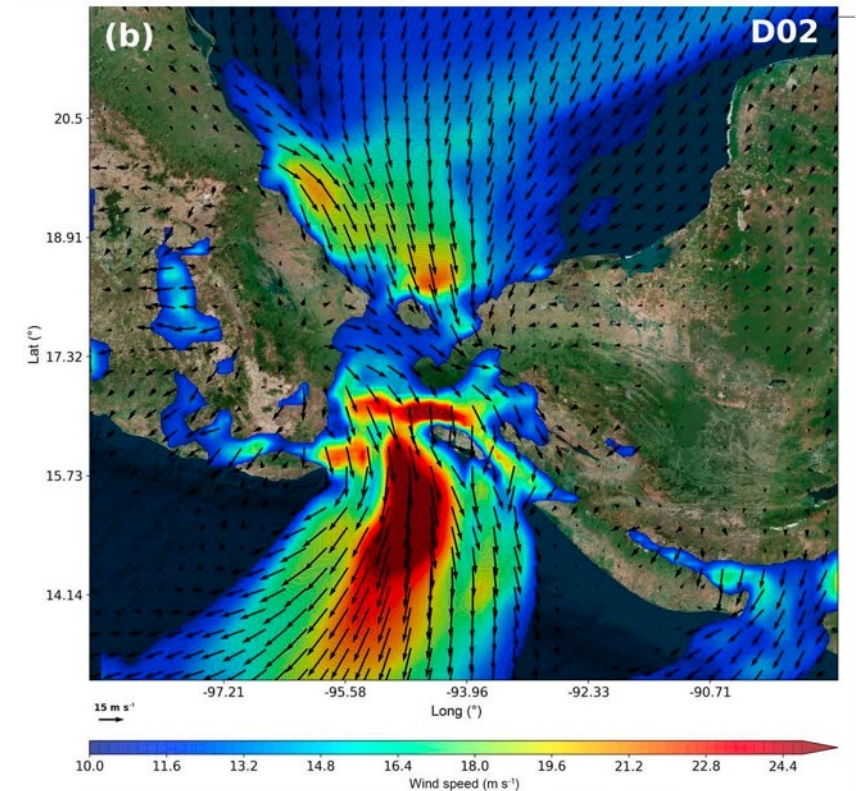 (b)
D02
20.5
18.91
17.32
15.73
14.14
Lat (°)
-97.21 -95.58 -93.96 -92.33 -90.71
Long (°)
15 m s⁻¹
10.0 11.6 13.2 14.8 16.4 18.0 19.6 21.2 22.8 24.4
Wind speed (m s⁻¹)